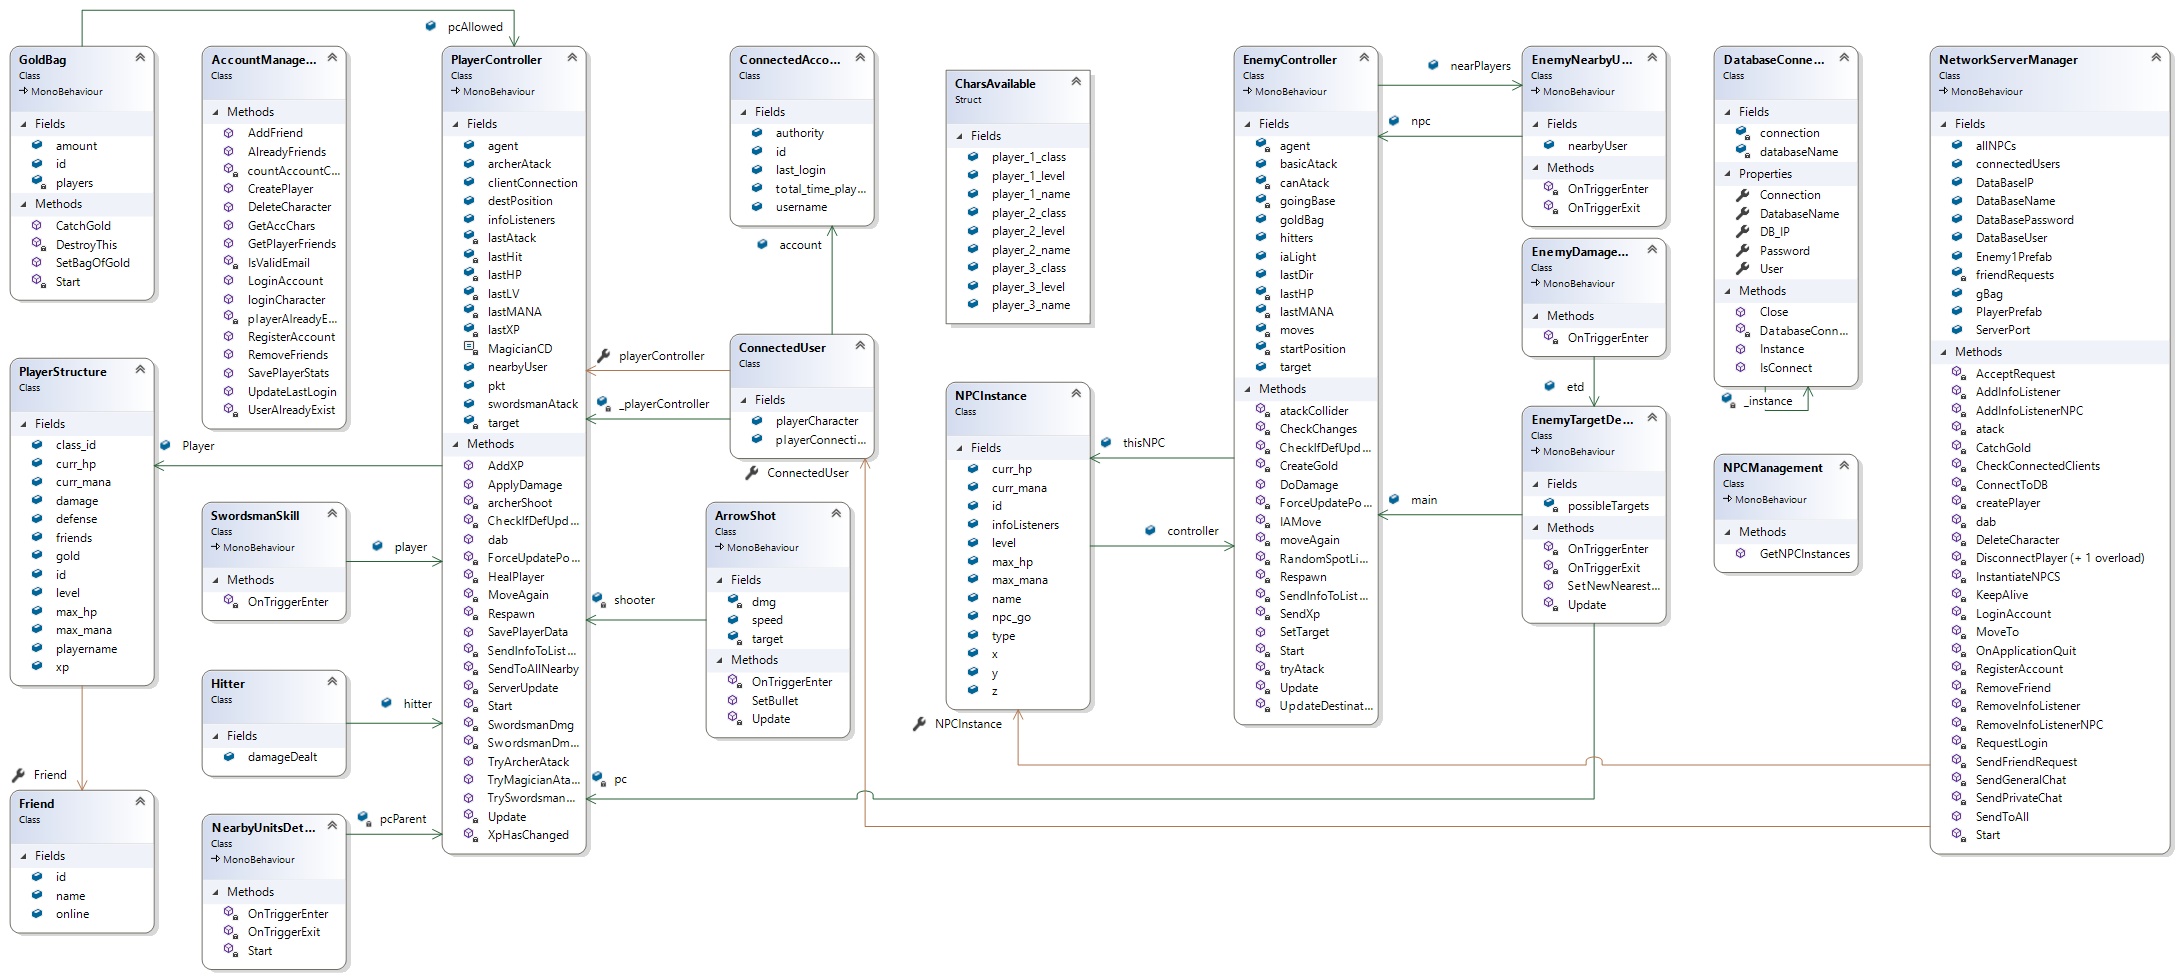 pcAllowed
GoldBag
Class
MonoBehaviour
Fields
amount
id
players
Methods
CatchGold
DestroyThis
SetBagOfGold
Start
PlayerStructure
Class
Fields
class_id
curr_hp
curr_mana
damage
defense
friends
gold
id
level
max_hp
max_mana
playername
xp
Friend
Friend
Class
Fields
id
name
online
AccountManage...
Class
Methods
AddFriend
AlreadyFriends
countAccountC...
CreatePlayer
DeleteCharacter
GetAccChars
GetPlayerFriends
IsValidEmail
LoginAccount
loginCharacter
playerAlreadyE...
RegisterAccount
RemoveFriends
SavePlayerStats
UpdateLastLogin
UserAlreadyExist
Player
SwordsmanSkill
Class
MonoBehaviour
Methods
OnTriggerEnter
player
Hitter
Class
Fields
damageDealt
hitter
NearbyUnitsDet...
Class
MonoBehaviour
Methods
OnTriggerEnter
OnTriggerExit
Start
pcParent
PlayerController
Class
MonoBehaviour
Fields
agent
archerAtack
clientConnection
destPosition
infoListeners
lastAtack
lastHit
lastHP
lastLV
lastMANA
lastXP
MagicianCD
nearbyUser
pkt
swordsmanAtack
target
Methods
AddXP
ApplyDamage
archerShoot
CheckIfDefUpd...
dab
ForceUpdatePo...
HealPlayer
MoveAgain
Respawn
SavePlayerData
SendInfoToList...
SendToAllNearby
ServerUpdate
Start
SwordsmanDmg
SwordsmanDm...
TryArcherAtack
TryMagicianAta...
TrySwordsman...
Update
XpHasChanged
ConnectedAcco...
Class
Fields
authority
id
last_login
total_time_play...
username
account
playerController
_playerController
ConnectedUser
Class
Fields
playerCharacter
playerConnecti...
ConnectedUser
ArrowShot
Class
MonoBehaviour
Fields
dmg
speed
target
Methods
OnTriggerEnter
SetBullet
Update
shooter
pc
CharsAvailable
Struct
Fields
player_1_class
player_1_level
player_1_name
player_2_class
player_2_level
player_2_name
player_3_class
player_3_level
player_3_name
NPCInstance
Class
Fields
curr_hp
curr_mana
id
infoListeners
level
max_hp
max_mana
name
npc_go
type
x
y
z
NPCInstance
thisNPC
controller
EnemyController
Class
MonoBehaviour
Fields
agent
basicAtack
canAtack
goingBase
goldBag
hitters
iaLight
lastDir
lastHP
lastMANA
moves
startPosition
target
Methods
atackCollider
CheckChanges
CheckIfDefUpd...
CreateGold
DoDamage
ForceUpdatePo...
IAMove
moveAgain
RandomSpotLi...
Respawn
SendInfoToList...
SendXp
SetTarget
Start
tryAtack
Update
UpdateDestinat...
nearPlayers
npc
main
EnemyNearbyU...
Class
MonoBehaviour
Fields
nearbyUser
Methods
OnTriggerEnter
OnTriggerExit
EnemyDamage...
Class
MonoBehaviour
Methods
OnTriggerEnter
etd
EnemyTargetDe...
Class
MonoBehaviour
Fields
possibleTargets
Methods
OnTriggerEnter
OnTriggerExit
SetNewNearest...
Update
DatabaseConne...
Class
Fields
connection
databaseName
Properties
Connection
DatabaseName
DB_IP
Password
User
Methods
Close
DatabaseConn...
Instance
IsConnect
_instance
NPCManagement
Class
MonoBehaviour
Methods
GetNPCInstances
NetworkServerManager
Class
MonoBehaviour
Fields
allNPCs
connectedUsers
DataBaseIP
DataBaseName
DataBasePassword
DataBaseUser
Enemy1Prefab
friendRequests
gBag
PlayerPrefab
ServerPort
Methods
AcceptRequest
AddInfoListener
AddInfoListenerNPC
atack
CatchGold
CheckConnectedClients
ConnectToDB
createPlayer
dab
DeleteCharacter
DisconnectPlayer (+ 1 overload)
InstantiateNPCS
KeepAlive
LoginAccount
MoveTo
OnApplicationQuit
RegisterAccount
RemoveFriend
RemoveInfoListener
RemoveInfoListenerNPC
RequestLogin
SendFriendRequest
SendGeneralChat
SendPrivateChat
SendToAll
Start